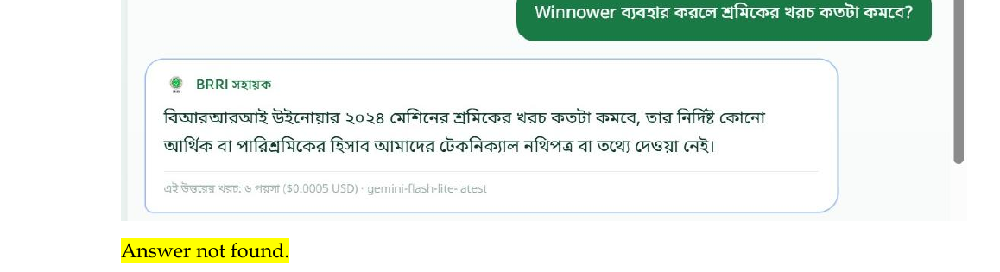 Winnower ব্যবহার করলে শ্রমিকের খরচ কতটা কমবে?
BRRI সহায়ক
বিআরআরআই উইনোয়ার ২০২৪ মেশিনের শ্রমিকের খরচ কতটা কমবে, তার নির্দিষ্ট কোনো
আর্থিক বা পারিশ্রমিকের হিসাব আমাদের টেকনিক্যাল নথিপত্র বা তথ্যে দেওয়া নেই।
এই উত্তরের খরচ: ৬ পয়সা ($0.0005 USD) · gemini-flash-lite-latest
Answer not found.